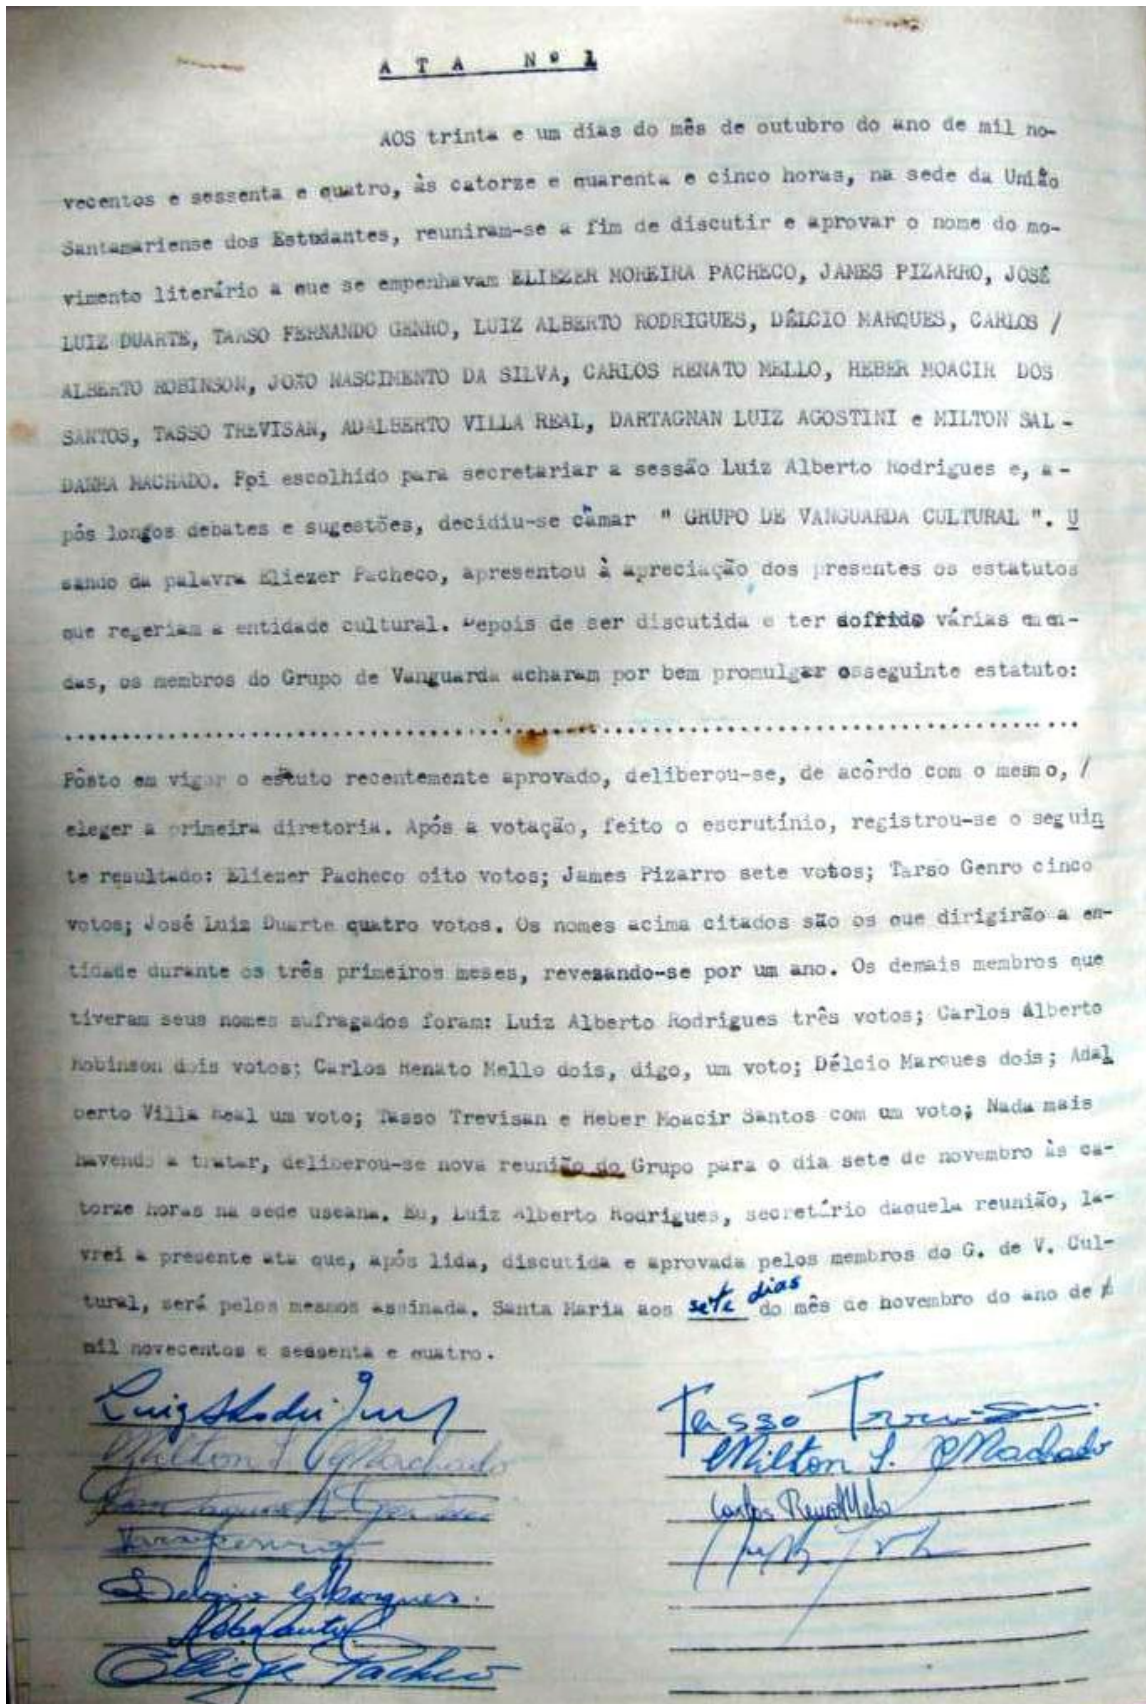 A T A Nº 1
AOS trinta e um dias do mês de outubro do ano de mil no-
vecentos e sessenta e quatro, às catorze e quarenta e cinco horas, na sede da União
Santamariense dos Estudantes, reuniram-se a fim de discutir e aprovar o nome do mo-
vimento literário a que se empenhavam ELIEZER MOREIRA PACHECO, JAMES PIZARRO, JOSÉ
LUIZ DUARTE, TARSO FERNANDO GENRO, LUIZ ALBERTO RODRIGUES, DÉLCIO MARQUES, CARLOS /
ALBERTO ROBINSON, JOÃO NASCIMENTO DA SILVA, CARLOS RENATO MELLO, HEBER MOACIR DOS
SANTOS, TASSO TREVISAN, ADALBERTO VILLA REAL, DARTAGNAN LUIZ AGOSTINI e MILTON SAL-
DANHA MACHADO. Foi escolhido para secretariar a sessão Luiz Alberto Rodrigues e, a-
pós longos debates e sugestões, decidiu-se câmar " GRUPO DE VANGUARDA CULTURAL ". U
sando da palavra Eliezer Pacheco, apresentou à apreciação dos presentes os estatutos
que regeriam a entidade cultural. Depois de ser discutida e ter sofrido várias emen-
das, os membros do Grupo de Vanguarda acharam por bem promulgar osseguinte estatuto:
Pôsto em vigor o estuto recentemente aprovado, deliberou-se, de acôrdo com o mesmo, /
eleger a primeira diretoria. Após a votação, feito o escrutínio, registrou-se o seguin
te resultado: Eliezer Pacheco oito votos; James Pizarro sete votos; Tarso Genro cinco
votos; José Luiz Duarte quatro votos. Os nomes acima citados são os que dirigirão a en-
tidade durante os três primeiros meses, revezando-se por um ano. Os demais membros que
tiveram seus nomes sufragados foram: Luiz Alberto Rodrigues três votos; Carlos Alberto
Robinson dois votos; Carlos Renato Mello dois, digo, um voto; Délcio Marques dois; Adal
berto Villa Real um voto; Tasso Trevisan e Heber Moacir Santos com um voto; Nada mais
havendo a tratar, deliberou-se nova reunião do Grupo para o dia sete de novembro às ca-
torze horas na sede useana. Eu, Luiz Alberto Rodrigues, secretário daquela reunião, la-
vrei a presente ata que, após lida, discutida e aprovada pelos membros do G. de V. Cul-
tural, será pelos mesmos assinada. Santa Maria aos sete dias do mês de novembro do ano de /
mil novecentos e sessenta e quatro.
Tasso
Milton S. Machado
Milton S. Machado
Carlos
Delcio Marques
Pacheco